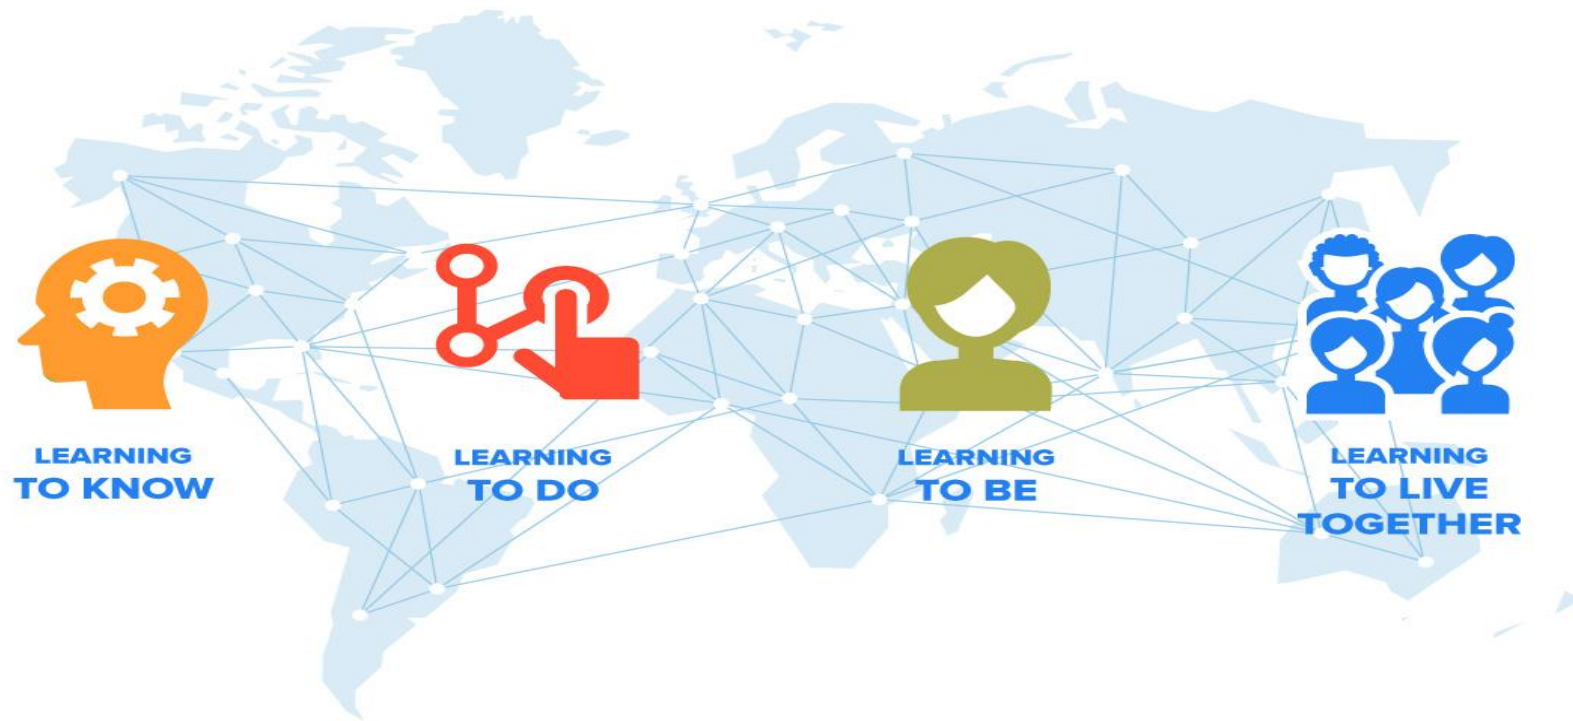 LEARNING
TO KNOW
LEARNING
TO DO
LEARNING
TO BE
LEARNING
TO LIVE
TOGETHER